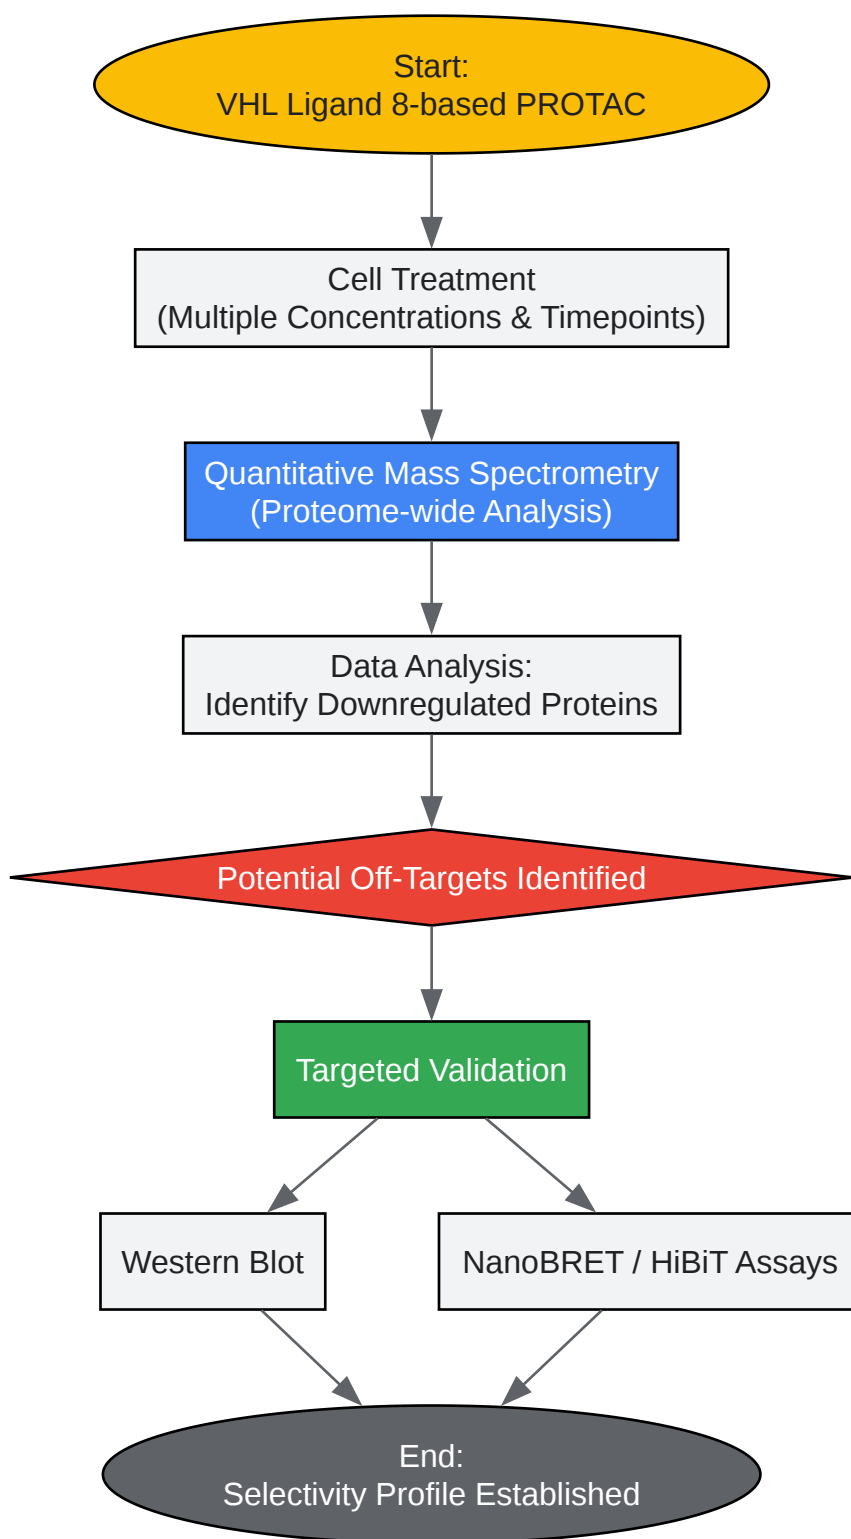 Start:
VHL Ligand 8-based PROTAC
Cell Treatment
(Multiple Concentrations & Timepoints)
Quantitative Mass Spectrometry
(Proteome-wide Analysis)
Data Analysis:
Identify Downregulated Proteins
Potential Off-Targets Identified
Targeted Validation
Western Blot
NanoBRET / HiBiT Assays
End:
Selectivity Profile Established